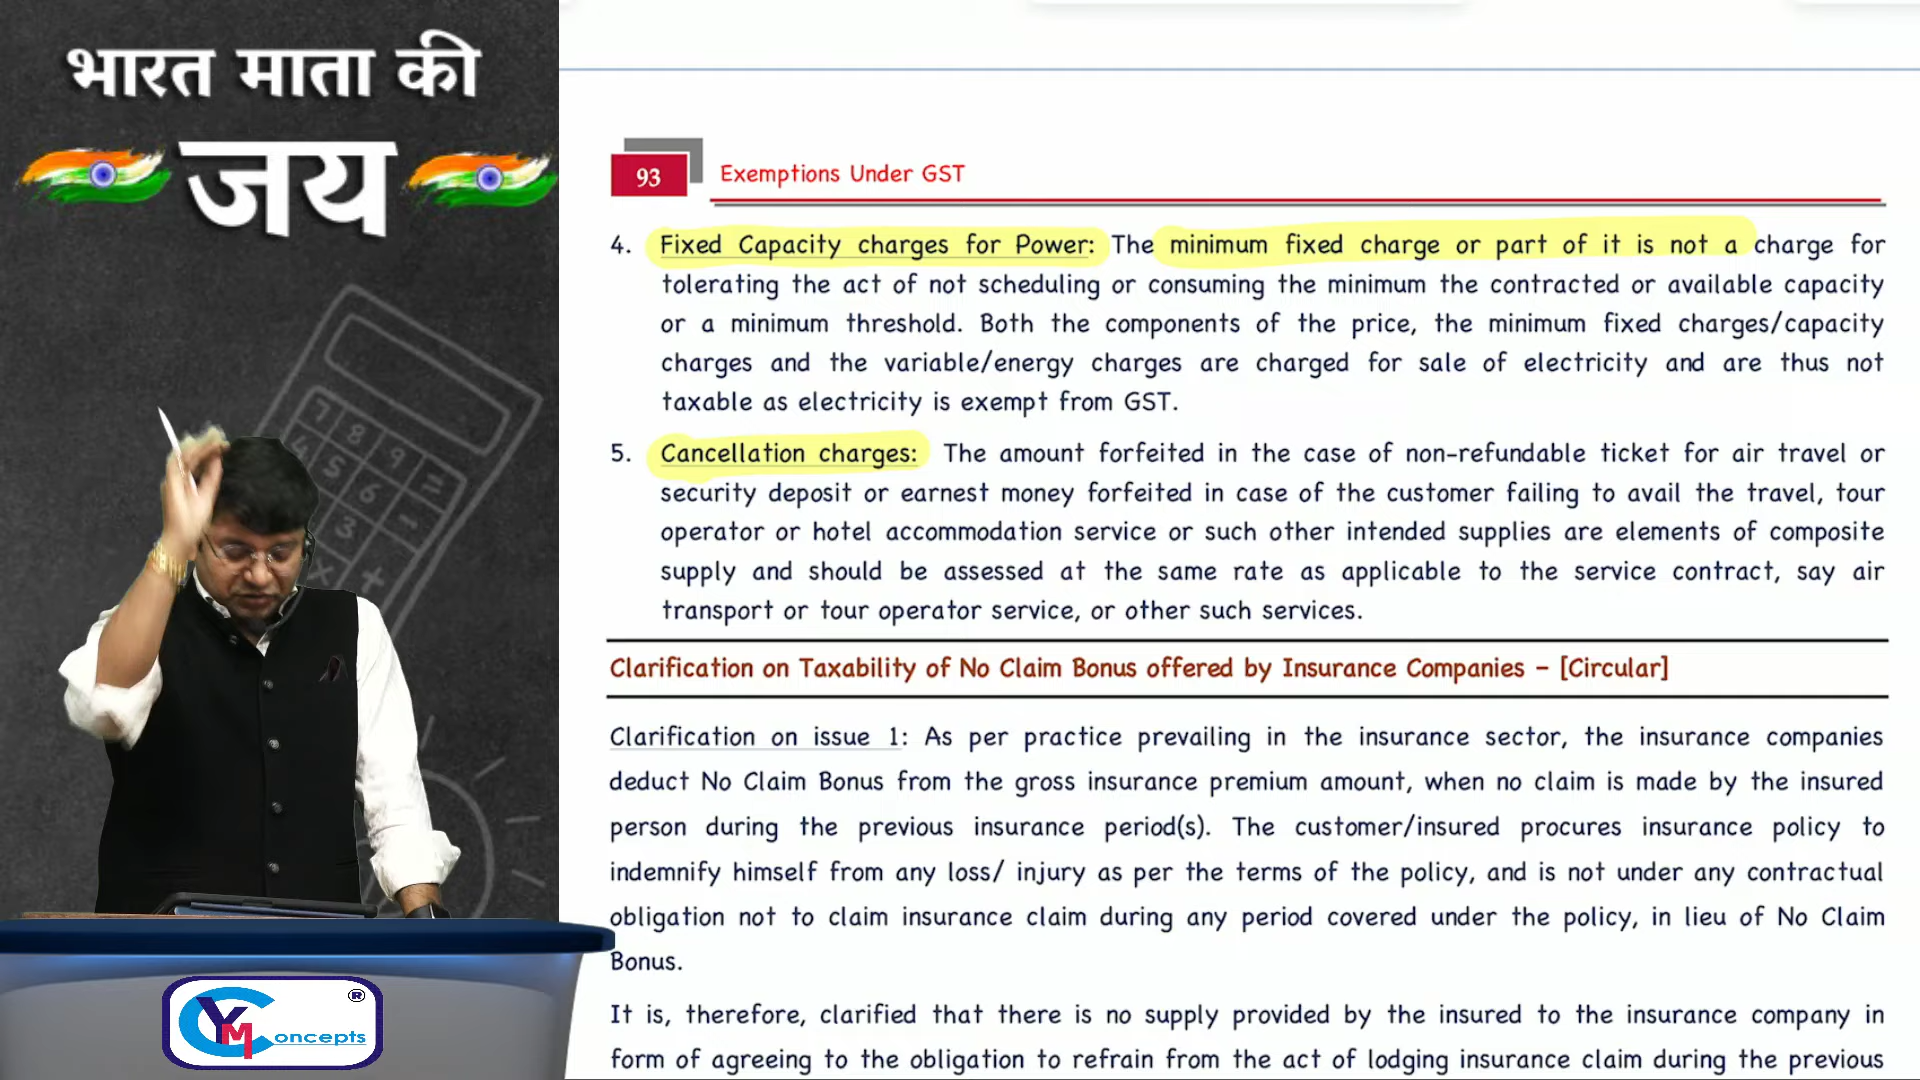 भारत माता की
जय
93
Exemptions Under GST
4. Fixed Capacity charges for Power: The minimum fixed charge or part of it is not a charge for
tolerating the act of not scheduling or consuming the minimum the contracted or available capacity
or a minimum threshold. Both the components of the price, the minimum fixed charges/capacity
charges and the variable/energy charges are charged for sale of electricity and are thus not
taxable as electricity is exempt from GST.
5. Cancellation charges: The amount forfeited in the case of non-refundable ticket for air travel or
security deposit or earnest money forfeited in case of the customer failing to avail the travel, tour
operator or hotel accommodation service or such other intended supplies are elements of composite
supply and should be assessed at the same rate as applicable to the service contract, say air
transport or tour operator service, or other such services.
Clarification on Taxability of No Claim Bonus offered by Insurance Companies – [Circular]
Clarification on issue 1: As per practice prevailing in the insurance sector, the insurance companies
deduct No Claim Bonus from the gross insurance premium amount, when no claim is made by the insured
person during the previous insurance period(s). The customer/insured procures insurance policy to
indemnify himself from any loss/ injury as per the terms of the policy, and is not under any contractual
obligation not to claim insurance claim during any period covered under the policy, in lieu of No Claim
Bonus.
It is, therefore, clarified that there is no supply provided by the insured to the insurance company in
form of agreeing to the obligation to refrain from the act of lodging insurance claim during the previous
7 8 9 =
4 5 6 -
3
× +
YMConcepts ®